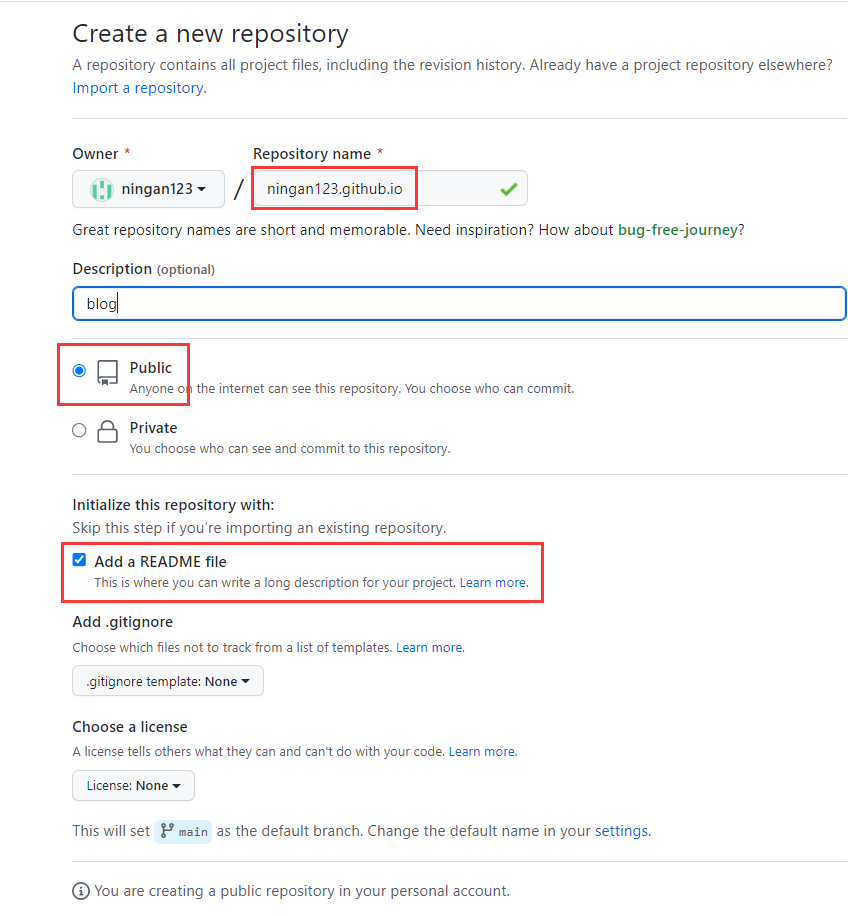 Create a new repository
A repository contains all project files, including the revision history. Already have a project repository elsewhere?
Import a repository.
Owner * Repository name *
ningan123 / ningan123.github.io
Great repository names are short and memorable. Need inspiration? How about bug-free-journey?
Description (optional)
blog
Public
Anyone on the internet can see this repository. You choose who can commit.
Private
You choose who can see and commit to this repository.
Initialize this repository with:
Skip this step if you’re importing an existing repository.
Add a README file
This is where you can write a long description for your project. Learn more.
Add .gitignore
Choose which files not to track from a list of templates. Learn more.
.gitignore template: None
Choose a license
A license tells others what they can and can't do with your code. Learn more.
License: None
This will set main as the default branch. Change the default name in your settings.
You are creating a public repository in your personal account.